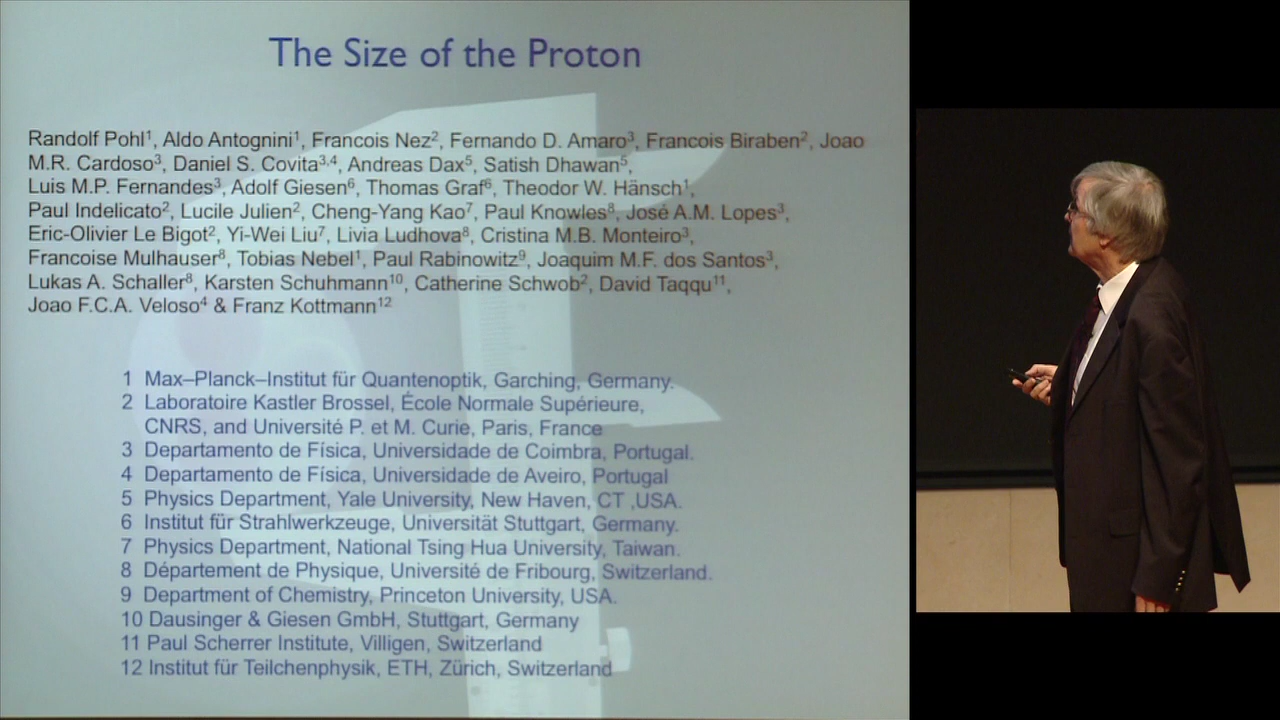 The Size of the Proton
Randolf Pohl¹, Aldo Antognini¹, Francois Nez², Fernando D. Amaro³, Francois Biraben², Joao
M.R. Cardoso³, Daniel S. Covita³,⁴, Andreas Dax⁵, Satish Dhawan⁵,
Luis M.P. Fernandes³, Adolf Giesen⁶, Thomas Graf⁶, Theodor W. Hänsch¹,
Paul Indelicato², Lucile Julien², Cheng-Yang Kao⁷, Paul Knowles⁸, José A.M. Lopes³,
Eric-Olivier Le Bigot², Yi-Wei Liu⁷, Livia Ludhova⁸, Cristina M.B. Monteiro³,
Francoise Mulhauser⁸, Tobias Nebel¹, Paul Rabinowitz⁹, Joaquim M.F. dos Santos³,
Lukas A. Schaller⁸, Karsten Schuhmann¹⁰, Catherine Schwob², David Taqqu¹¹,
Joao F.C.A. Veloso⁴ & Franz Kottmann¹²
1 Max–Planck–Institut für Quantenoptik, Garching, Germany.
2 Laboratoire Kastler Brossel, École Normale Supérieure,
CNRS, and Université P. et M. Curie, Paris, France
3 Departamento de Física, Universidade de Coimbra, Portugal.
4 Departamento de Física, Universidade de Aveiro, Portugal
5 Physics Department, Yale University, New Haven, CT ,USA.
6 Institut für Strahlwerkzeuge, Universität Stuttgart, Germany.
7 Physics Department, National Tsing Hua University, Taiwan.
8 Département de Physique, Université de Fribourg, Switzerland.
9 Department of Chemistry, Princeton University, USA.
10 Dausinger & Giesen GmbH, Stuttgart, Germany
11 Paul Scherrer Institute, Villigen, Switzerland
12 Institut für Teilchenphysik, ETH, Zürich, Switzerland